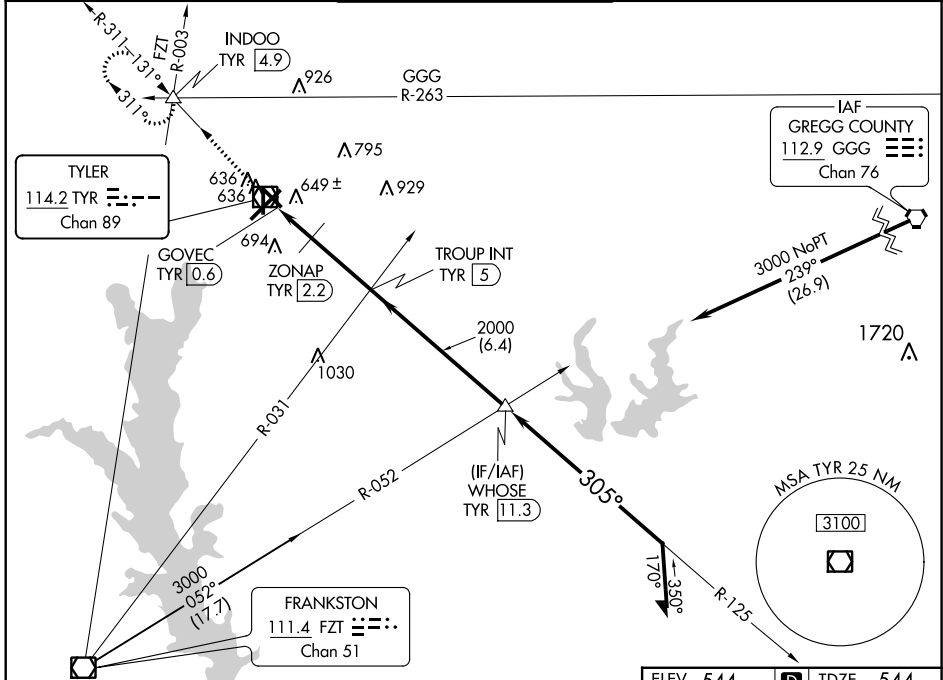 R-311
131°
311°
FZT
R-003
INDOO
TYR 4.9
926
GGG
R-263
IAF
GREGG COUNTY
112.9 GGG
Chan 76
795
TYLER
114.2 TYR
Chan 89
636
636
649 ±
929
694
GOVEC
TYR 0.6
ZONAP
TYR 2.2
TROUP INT
TYR 5
3000 NoPT
239°
(26.9)
1720
2000
(6.4)
1030
R-031
R-052
(IF/IAF)
WHOSE
TYR 11.3
305°
MSA TYR 25 NM
3100
170°
350°
R-125
3000
052°
(17.7)
FRANKSTON
111.4 FZT
Chan 51
ELEV 544 D TDZE 544